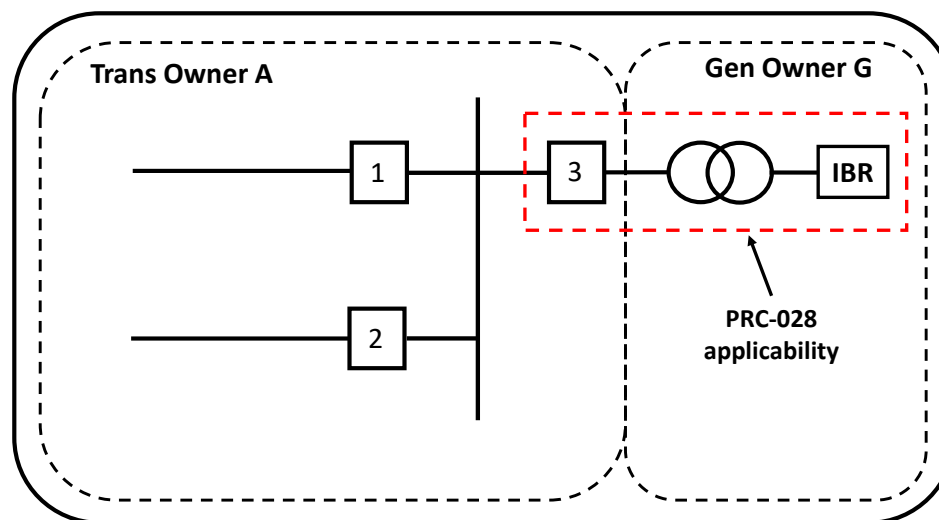 Trans Owner A
Gen Owner G
1
3
IBR
2
PRC-028
applicability